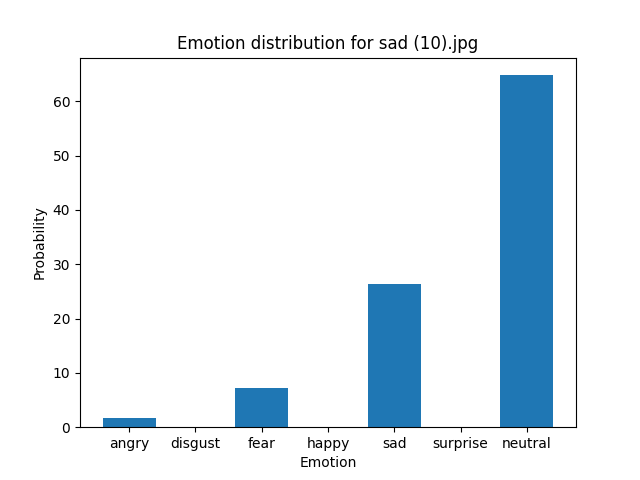 Emotion distribution for sad (10).jpg
60
50
40
30
20
10
0
Probability
angry disgust fear happy sad surprise neutral
Emotion